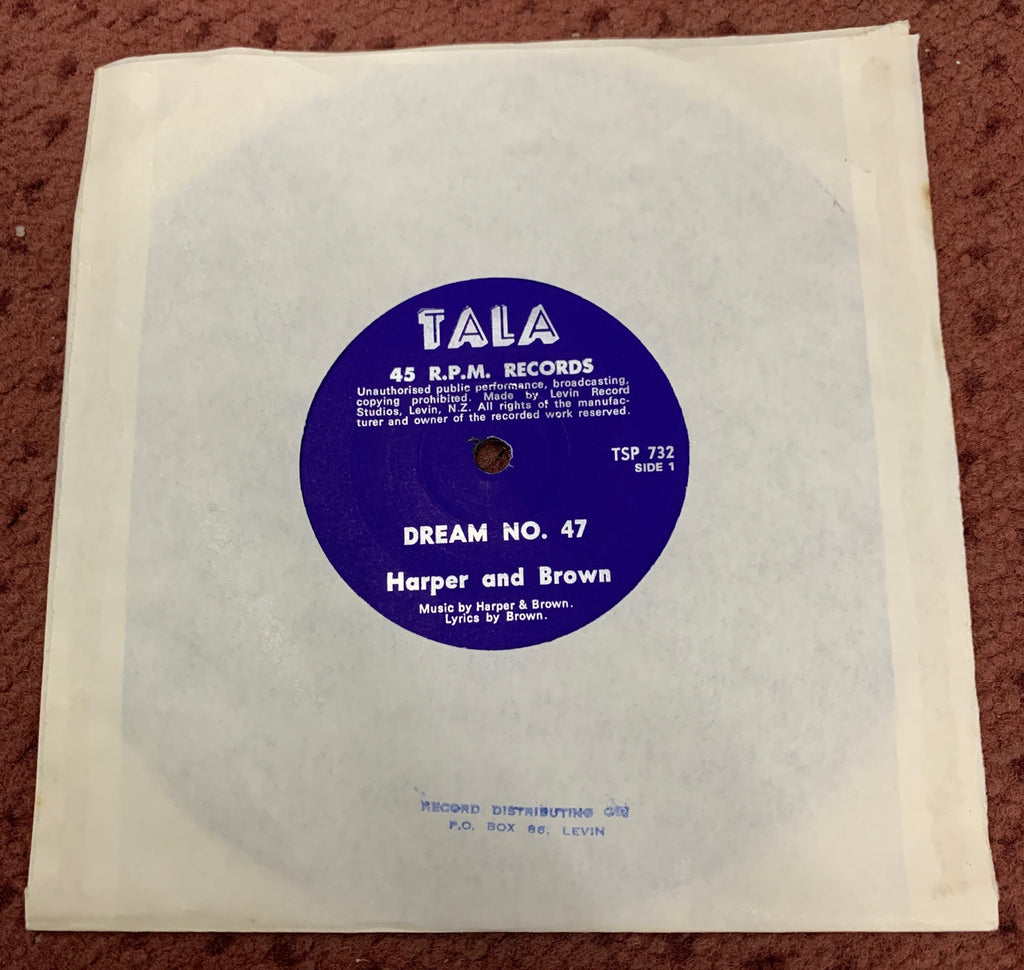 TALA
45 R.P.M. RECORDS
Unauthorised public performance, broadcasting,
copying prohibited. Made by Levin Record
Studios, Levin, N.Z. All rights of the manufac-
turer and owner of the recorded work reserved.
TSP 732
SIDE 1
DREAM NO. 47
Harper and Brown
Music by Harper & Brown.
Lyrics by Brown.
RECORD DISTRIBUTING
P.O. BOX 86, LEVIN